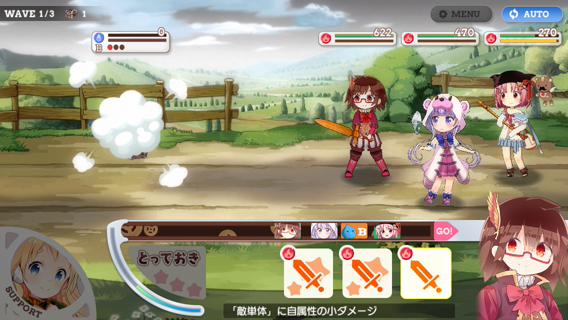 WAVE 1/3 1
MENU
AUTO
0
B
622
470
270
B
GO!
とっておき
SUPPORT
「敵単体」に自属性の小ダメージ